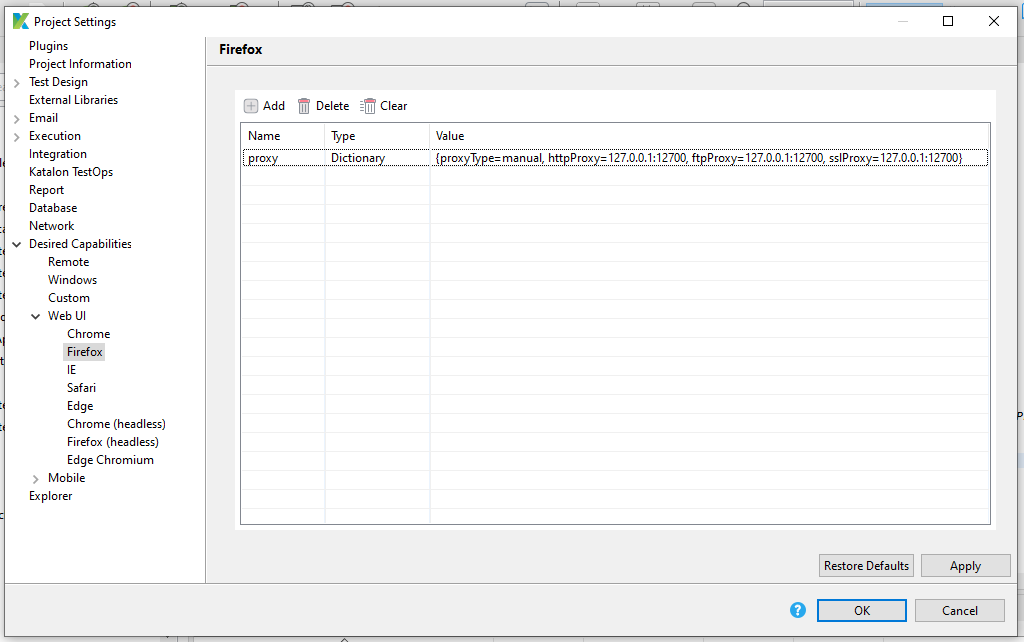 Project Settings
Plugins
Project Information
Test Design
External Libraries
Email
Execution
Integration
Katalon TestOps
Report
Database
Network
Desired Capabilities
Remote
Windows
Custom
Web UI
Chrome
Firefox
IE
Safari
Edge
Chrome (headless)
Firefox (headless)
Edge Chromium
Mobile
Explorer
Firefox
Add Delete Clear
Name Type Value
proxy Dictionary {proxyType=manual, httpProxy=127.0.0.1:12700, ftpProxy=127.0.0.1:12700, sslProxy=127.0.0.1:12700}
Restore Defaults Apply
? OK Cancel